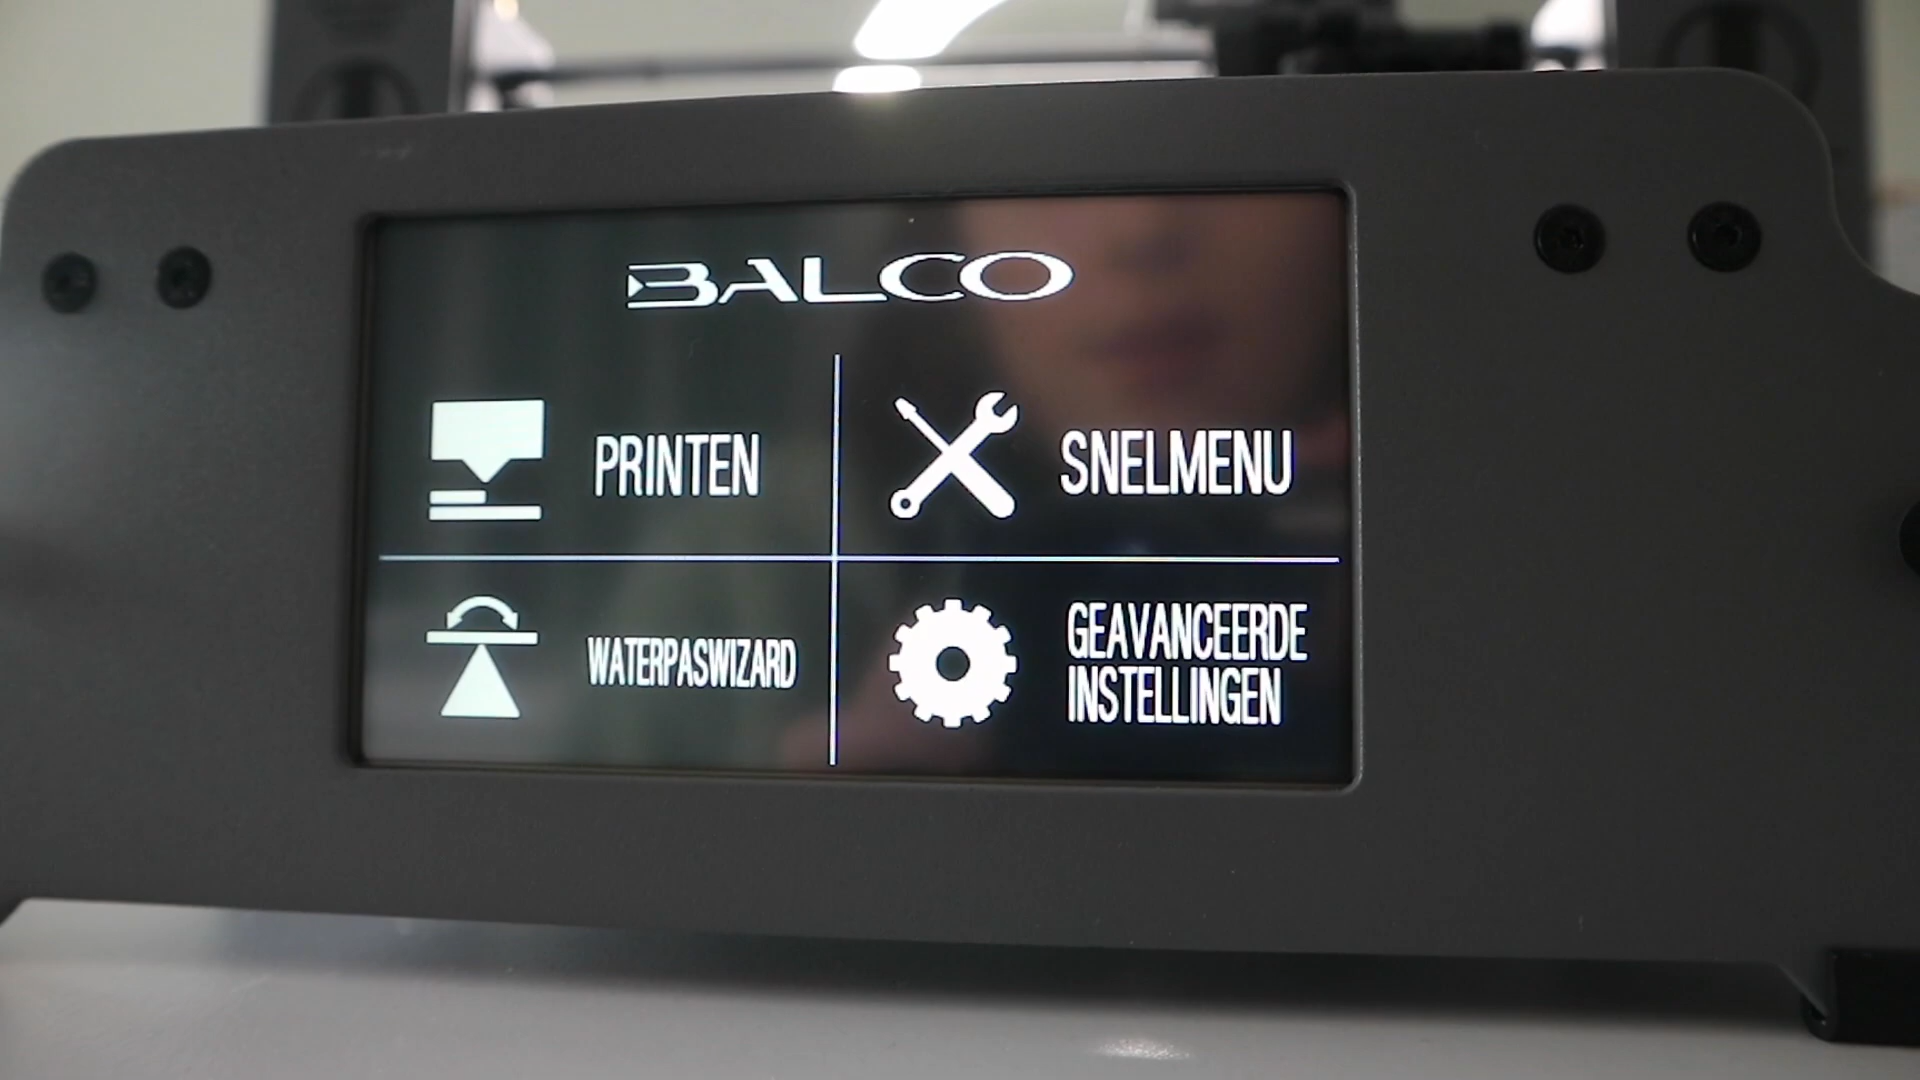 BALCO
PRINTEN
SNELMENU
WATERPASWIZARD
GEAVANCEERDE
INSTELLINGEN